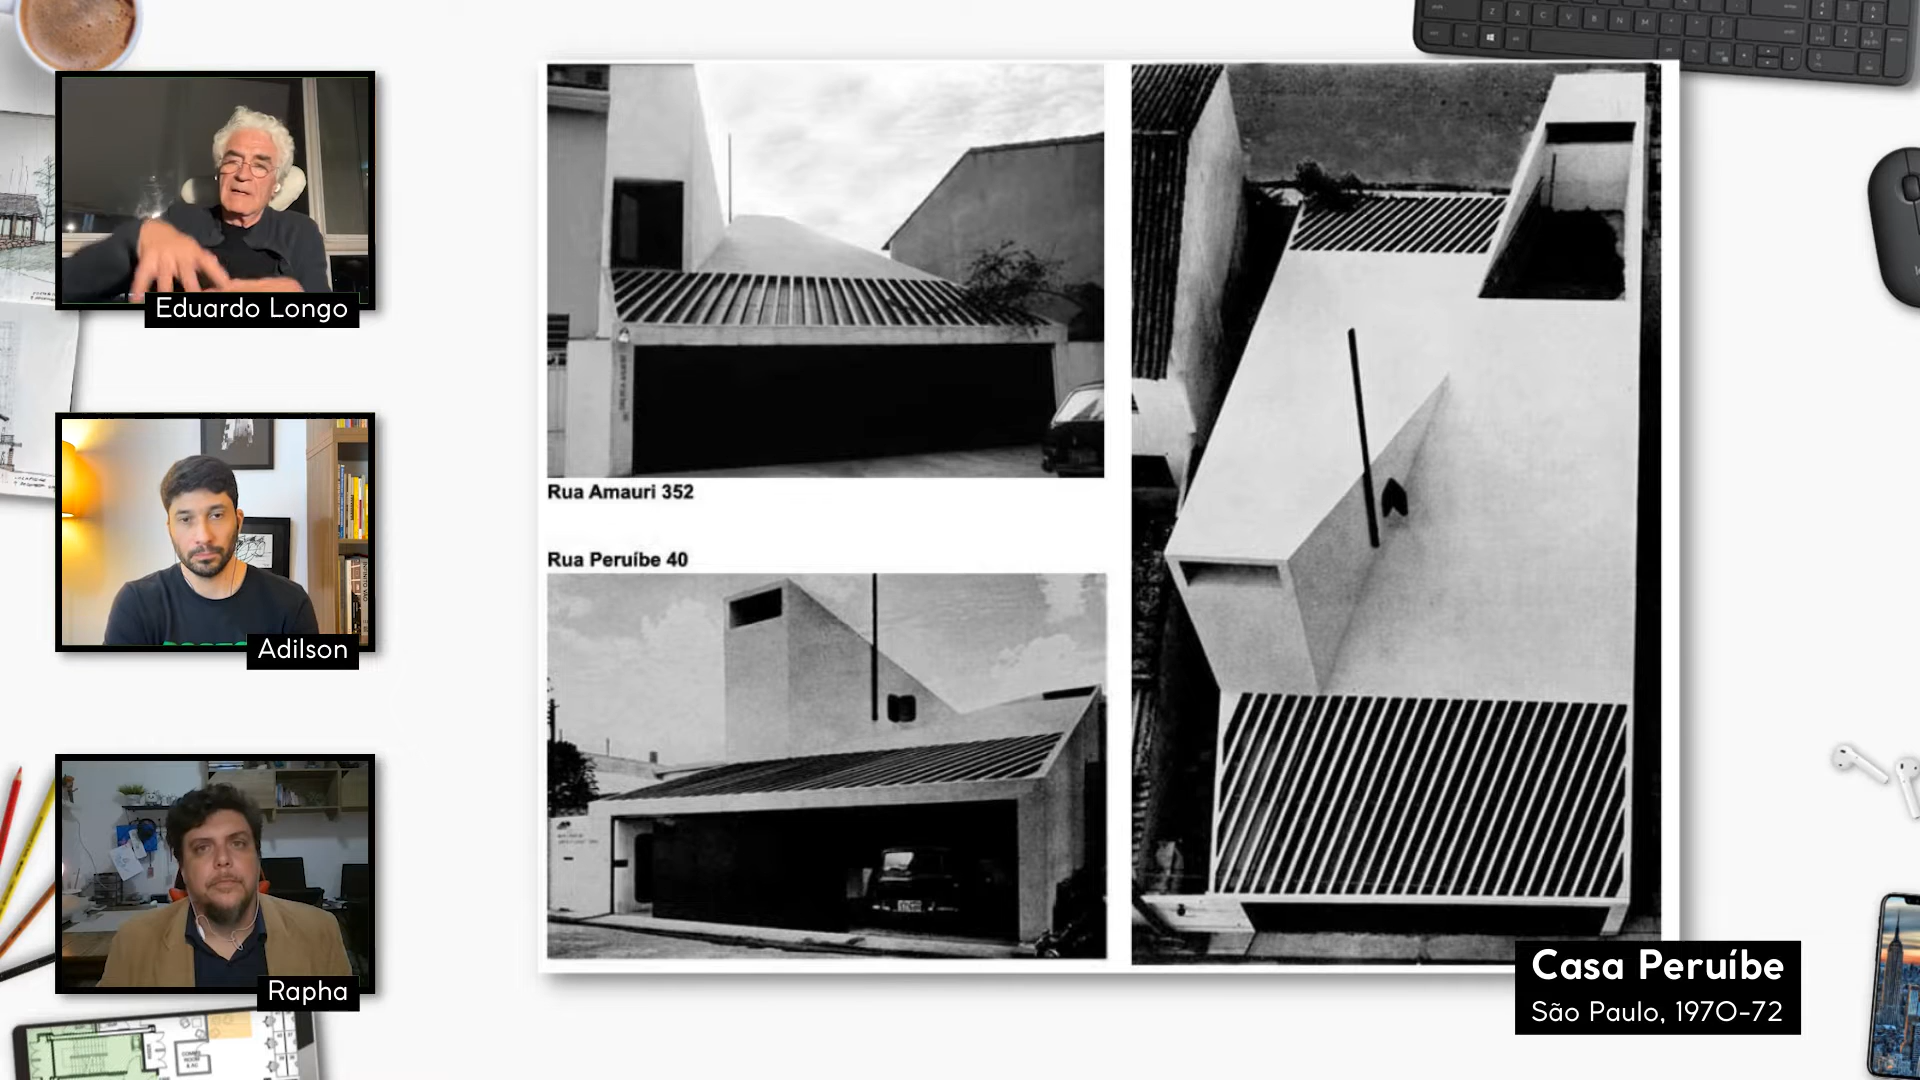 Eduardo Longo
Adilson
Rapha
Rua Amauri 352
Rua Peruíbe 40
Casa Peruíbe
São Paulo, 1970-72